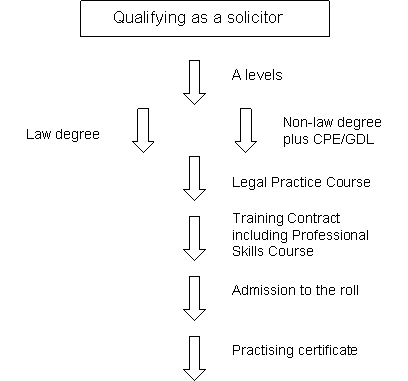 Qualifying as a solicitor
A levels
Law degree
Non-law degree
plus CPE/GDL
Legal Practice Course
Training Contract
including Professional
Skills Course
Admission to the roll
Practising certificate